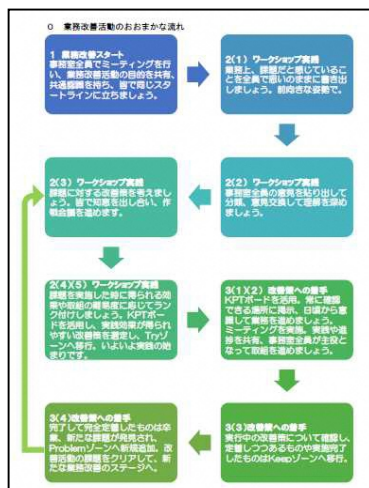 ○ 業務改善活動のおおまかな流れ
1 業務改善スタート
事務室全員でミーティングを行
い、業務改善活動の目的を共有、
共通認識を持ち、皆で同じス
タートラインに立ちましょう。
2(1) ワークショップ実践
業務上、課題だと感じているこ
とを全員で思いのままに書き出
しましょう。前向きな姿勢で。
2(2) ワークショップ実践
事務室全員の意見を貼り出して
分類、意見交換して理解を深め
ましょう。
2(3) ワークショップ実践
課題に対する改善策を考えまし
ょう。皆で知恵を出し合い、作
戦会議を進めます。
2(4)(5) ワークショップ実践
課題を実施した時に得られる効
果や取組の難易度に応じてラン
ク付けしましょう。KPTボー
ドを活用し、実践効果が得られ
やすい改善策を選定し、Tryゾ
ーンへ移行。いよいよ実践の始
まりです。
3(1)(2) 改善策への着手
KPTボードを活用。常に確認
できる場所に掲示、日頃から意
識して業務を進めましょう。
ミーティングを実施。実践や進
捗を共有、事務室全員が主役と
なって取組を進めましょう。
3(3)改善策への着手
実行中の改善策について確認し、
定着しつつあるものや実施完了
したものはKeepゾーンへ移行。
3(4)改善策への着手
完了して完全定着したものは卒
業、新たな課題が発見され、
Problemゾーンへ新規追加。改
善活動の課題をクリアして、新
たな業務改善のステージへ。